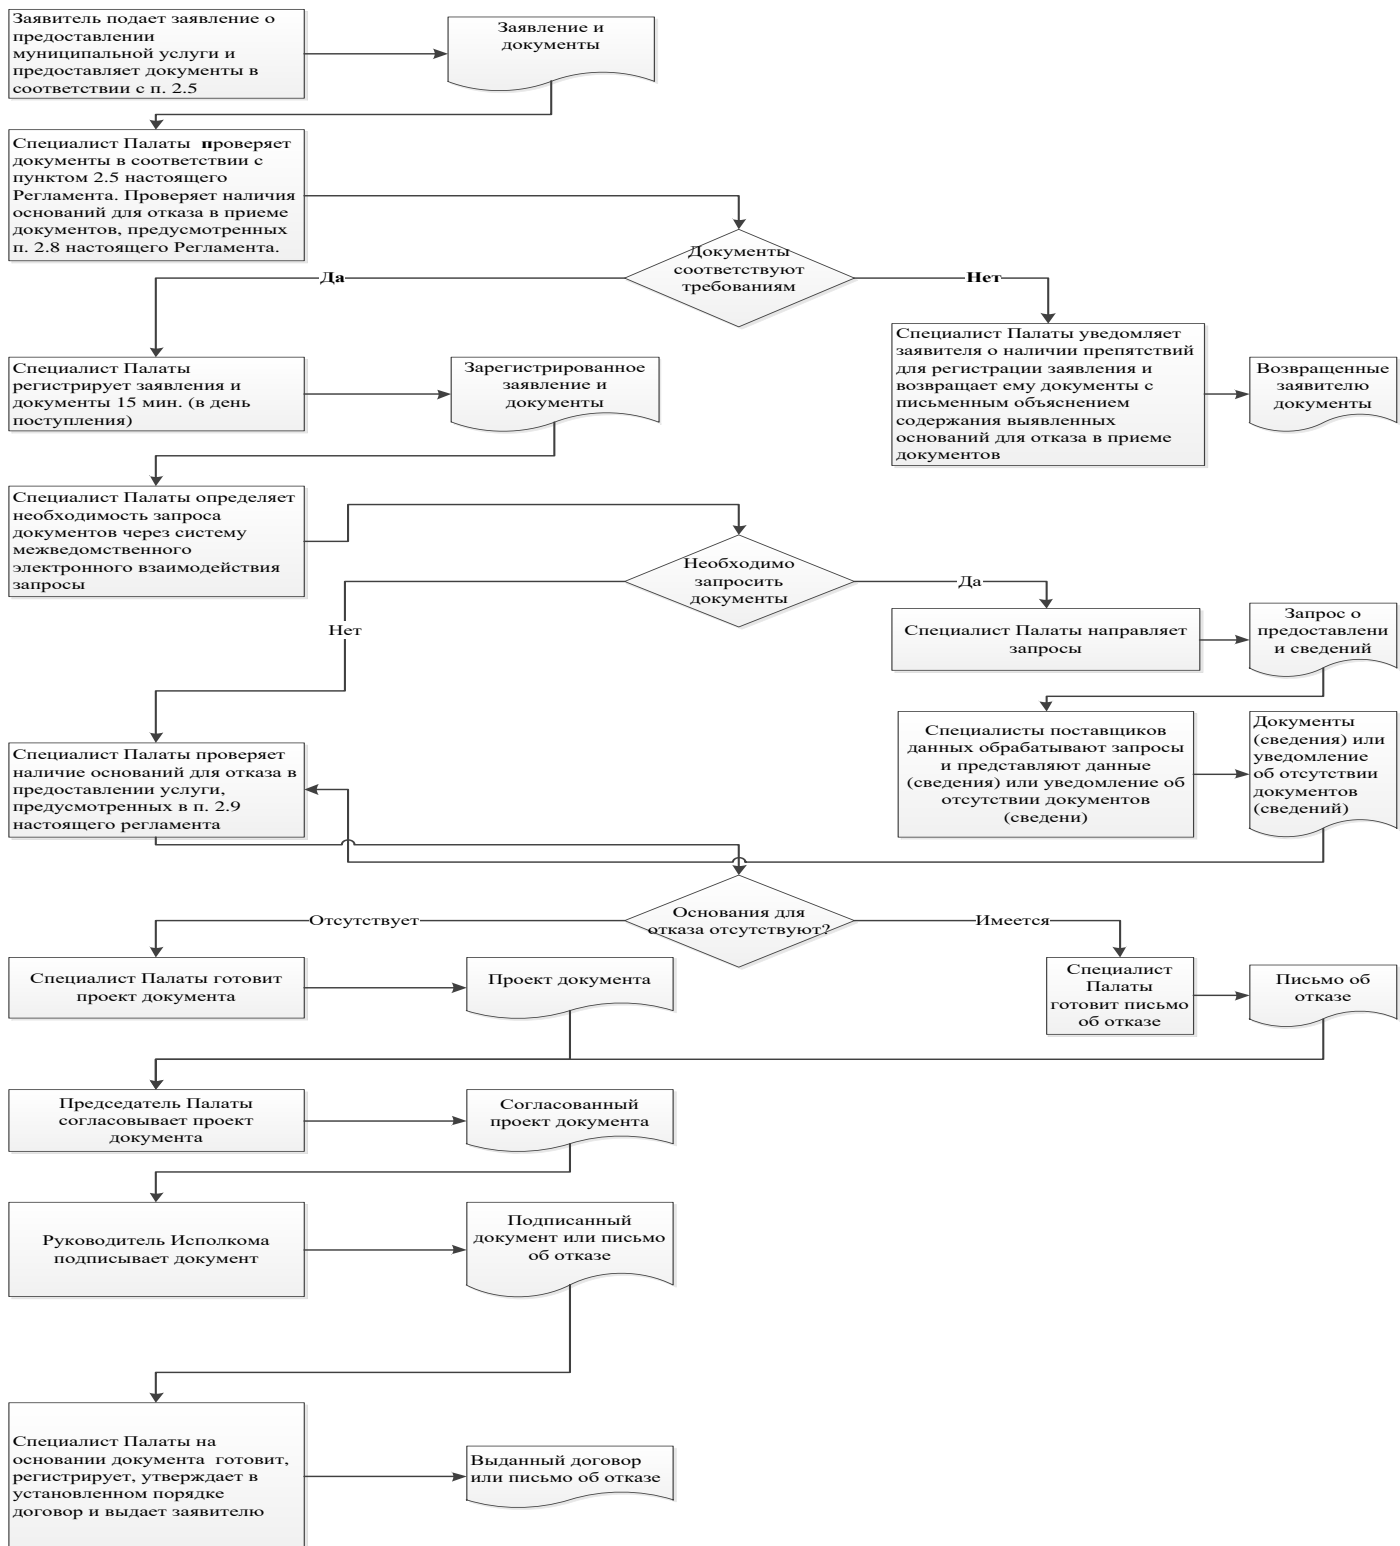 Заявитель подает заявление о
предоставлении
муниципальной услуги и
предоставляет документы в
соответствии с п. 2.5
Заявление и
документы
Специалист Палаты проверяет
документы в соответствии с
пунктом 2.5 настоящего
Регламента. Проверяет наличия
оснований для отказа в приеме
документов, предусмотренных
п. 2.8 настоящего Регламента.
Документы
соответствуют
требованиям
Да
Нет
Специалист Палаты
регистрирует заявления и
документы 15 мин. (в день
поступления)
Зарегистрированное
заявление и
документы
Специалист Палаты уведомляет
заявителя о наличии препятствий
для регистрации заявления и
возвращает ему документы с
письменным объяснением
содержания выявленных
оснований для отказа в приеме
документов
Возвращенные
заявителю
документы
Специалист Палаты определяет
необходимость запроса
документов через систему
межведомственного
электронного взаимодействия
запросы
Необходимо
запросить
документы
Да
Нет
Специалист Палаты направляет
запросы
Запрос о
предоставлени
и сведений
Специалисты поставщиков
данных обрабатывают запросы
и представляют данные
(сведения) или уведомление об
отсутствии документов
(сведени)
Документы
(сведения) или
уведомление
об отсутствии
документов
(сведений)
Специалист Палаты проверяет
наличие оснований для отказа в
предоставлении услуги,
предусмотренных в п. 2.9
настоящего регламента
Основания для
отказа отсутствуют?
Отсутствует
Имеется
Специалист Палаты готовит
проект документа
Проект документа
Специалист
Палаты
готовит письмо
об отказе
Письмо об
отказе
Председатель Палаты
согласовывает проект
документа
Согласованный
проект документа
Руководитель Исполкома
подписывает документ
Подписанный
документ или письмо
об отказе
Специалист Палаты на
основании документа готовит,
регистрирует, утверждает в
установленном порядке
договор и выдает заявителю
Выданный договор
или письмо об отказе